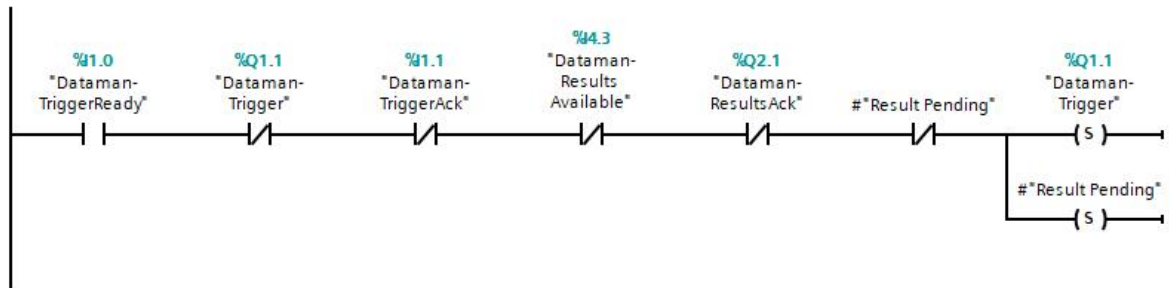 %I1.0
"Dataman-
TriggerReady"
%Q1.1
"Dataman-
Trigger"
%I1.1
"Dataman-
TriggerAck"
%I4.3
"Dataman-
Results
Available"
%Q2.1
"Dataman-
ResultsAck"
#"Result Pending"
%Q1.1
"Dataman-
Trigger"
S
#"Result Pending"
S